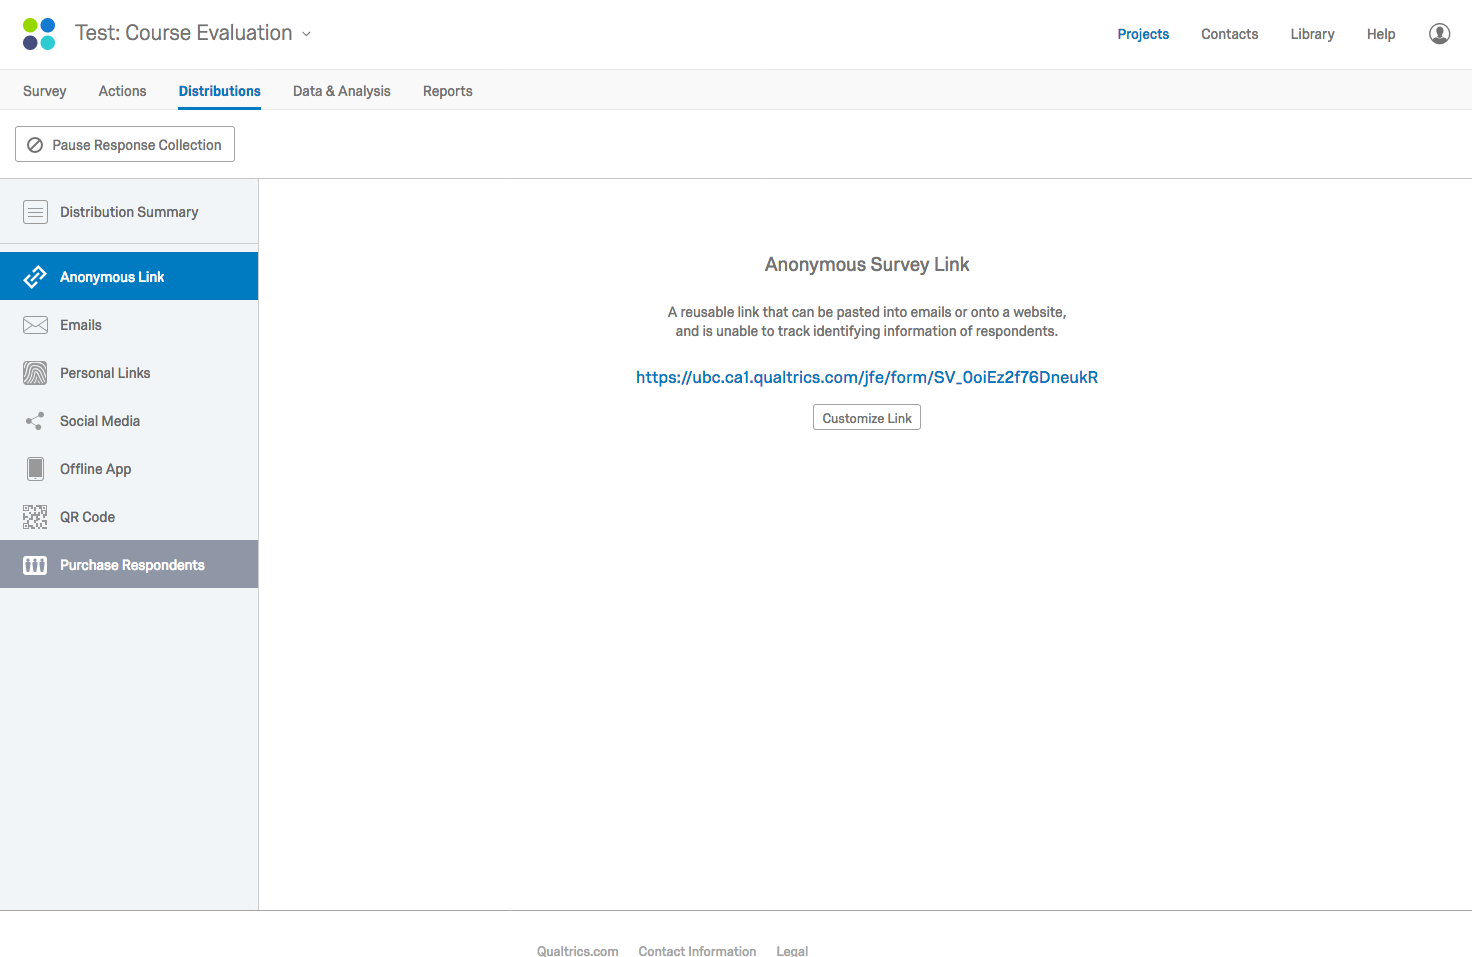 Test: Course Evaluation
Projects Contacts Library Help
Survey Actions Distributions Data & Analysis Reports
Pause Response Collection
Distribution Summary
Anonymous Link
Emails
Personal Links
Social Media
Offline App
QR Code
Purchase Respondents
Anonymous Survey Link
A reusable link that can be pasted into emails or onto a website,
and is unable to track identifying information of respondents.
https://ubc.ca1.qualtrics.com/jfe/form/SV_0oiEz2f76DneukR
Customize Link
Qualtrics.com Contact Information Legal